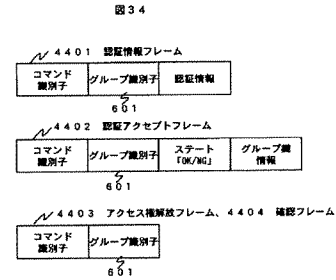 図34
4401 認証情報フレーム
コマンド
識別子
グループ識別子
認証情報
601
4402 認証アクセプトフレーム
コマンド
識別子
グループ識別子
ステート
「OK/NG」
グループ鍵
情報
601
4403 アクセス権解放フレーム、4404 確認フレーム
コマンド
識別子
グループ識別子
601